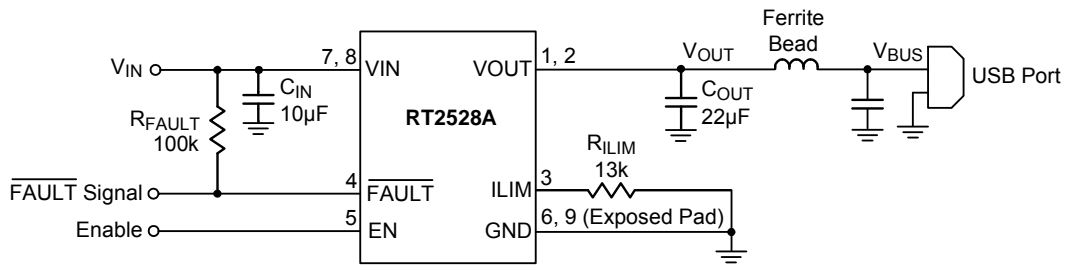 Ferrite
Bead
VIN
7, 8
VIN
VOUT
1, 2
VOUT
VBUS
USB Port
CIN
10µF
COUT
22µF
RFAULT
100k
RT2528A
RILIM
13k
FAULT Signal
4
FAULT
ILIM
3
Enable
5
EN
GND
6, 9 (Exposed Pad)